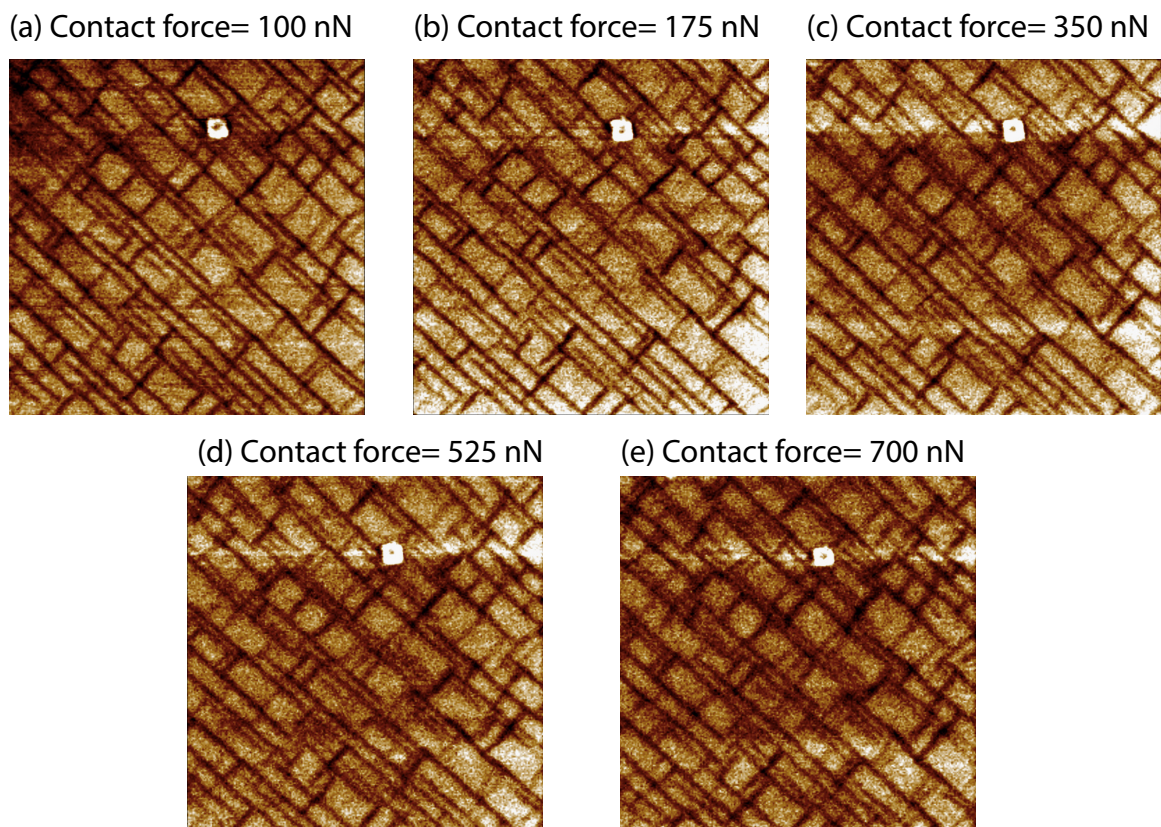 (a) Contact force= 100 nN
(b) Contact force= 175 nN
(c) Contact force= 350 nN
(d) Contact force= 525 nN
(e) Contact force= 700 nN